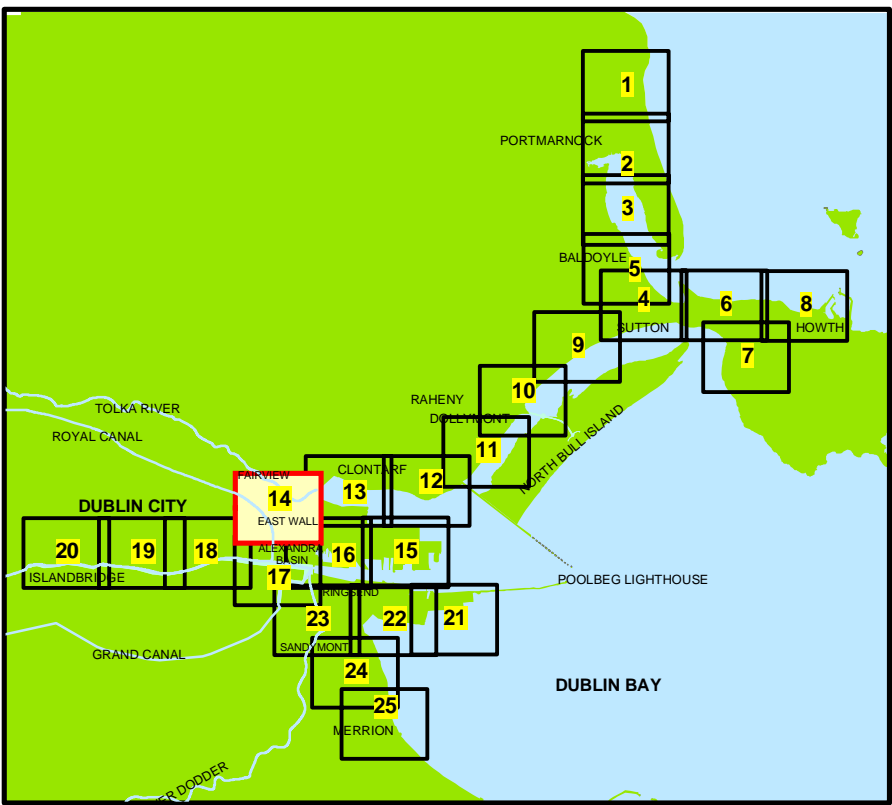 1
PORTMARNOCK
2
3
BALDOYLE
5
4
6
8
SUTTON
HOWTH
9
7
RAHENY
10
DOLLYMONT
11
NORTH BULL ISLAND
TOLKA RIVER
ROYAL CANAL
CLONTARF
FAIRVIEW
12
13
14
DUBLIN CITY
EAST WALL
20
19
18
ALEXANDRA
BASIN
16
15
ISLANDBRIDGE
17
POOLBEG LIGHTHOUSE
RINGSEND
23
22
21
GRAND CANAL
SANDYMONT
24
DUBLIN BAY
25
MERRION
ER DODDER